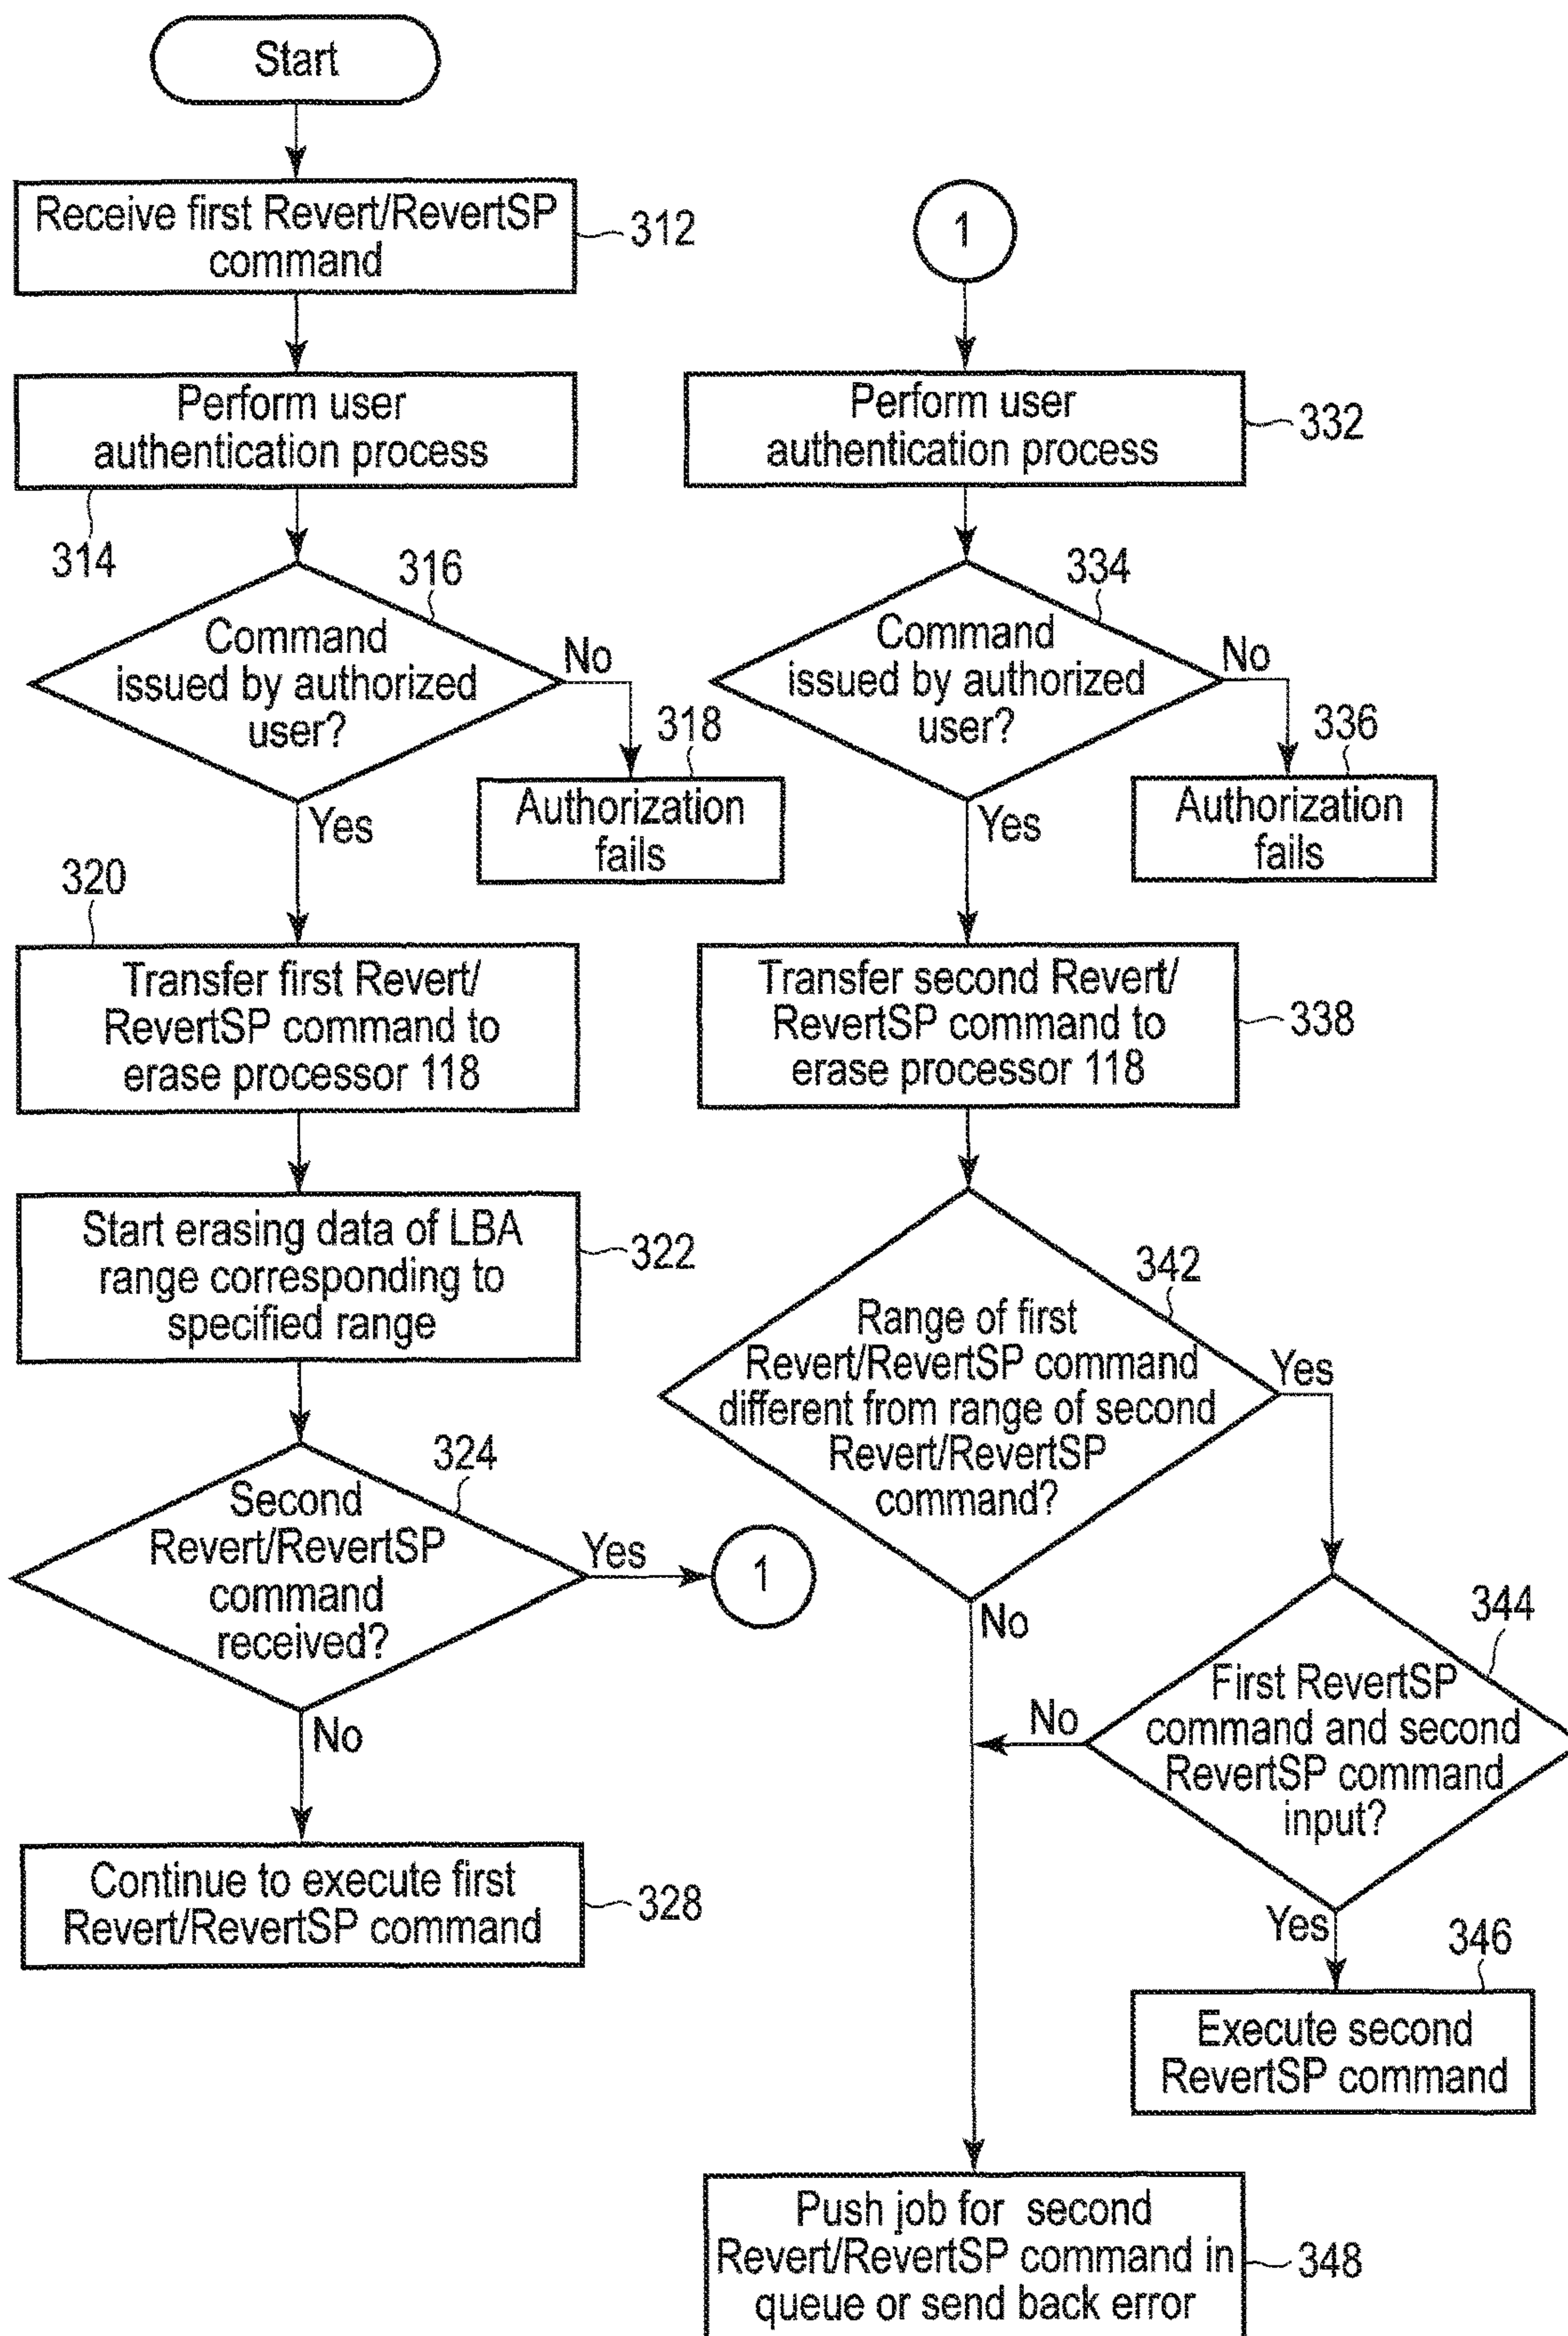 Start
Receive first Revert/RevertSP
command
312
Perform user
authentication process
314
316
Command
issued by authorized
user?
No
Yes
318
Authorization
fails
320
Transfer first Revert/
RevertSP command to
erase processor 118
Start erasing data of LBA
range corresponding to
specified range
322
324
Second
Revert/RevertSP
command
received?
Yes
1
No
Continue to execute first
Revert/RevertSP command
328
1
Perform user
authentication process
332
334
Command
issued by authorized
user?
No
Yes
336
Authorization
fails
Transfer second Revert/
RevertSP command to
erase processor 118
338
342
Range of first
Revert/RevertSP command
different from range of second
Revert/RevertSP
command?
Yes
No
344
First RevertSP
command and second
RevertSP command
input?
No
Yes
346
Execute second
RevertSP command
Push job for second
Revert/RevertSP command in
queue or send back error
348